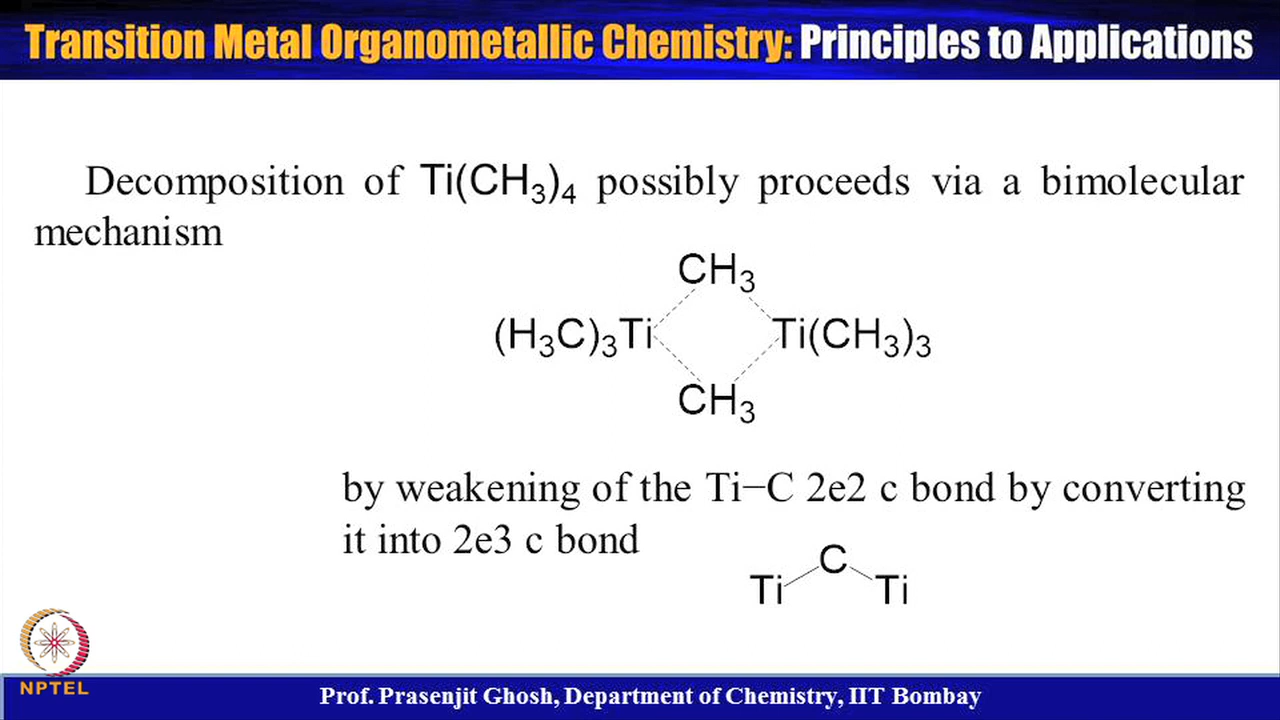 Transition Metal Organometallic Chemistry: Principles to Applications
Decomposition of Ti(CH₃)₄ possibly proceeds via a bimolecular
mechanism
CH₃
(H₃C)₃Ti Ti(CH₃)₃
CH₃
by weakening of the Ti−C 2e2 c bond by converting
it into 2e3 c bond
C
Ti Ti
NPTEL
Prof. Prasenjit Ghosh, Department of Chemistry, IIT Bombay